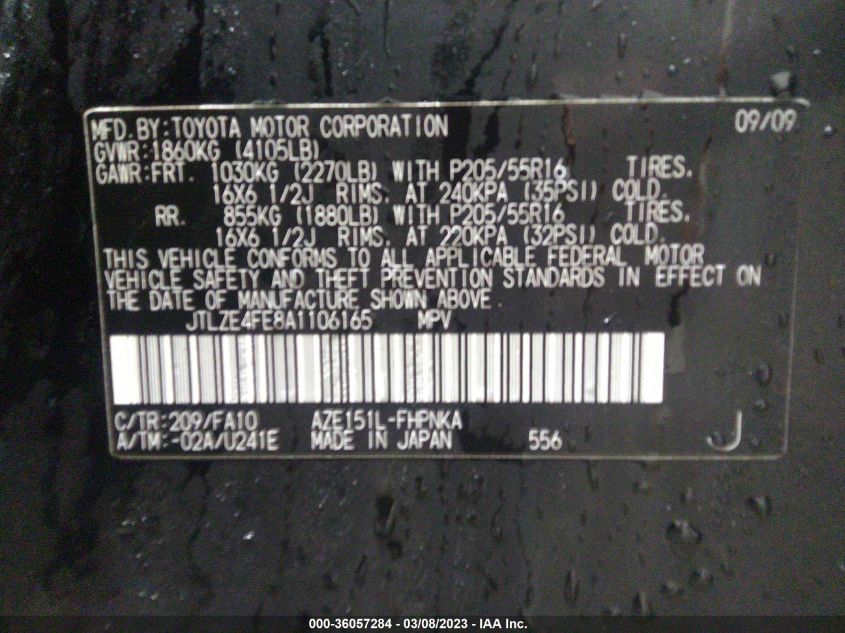 MFD.BY:TOYOTA MOTOR CORPORATION 09/09
GVWR:1860KG (4105LB)
GAWR:FRT. 1030KG (2270LB) WITH P205/55R16 TIRES.
16X6 1/2J RIMS. AT 240KPA (35PSI) COLD.
RR. 855KG (1880LB) WITH P205/55R16 TIRES.
16X6 1/2J RIMS. AT 220KPA (32PSI) COLD.
THIS VEHICLE CONFORMS TO ALL APPLICABLE FEDERAL MOTOR
VEHICLE SAFETY AND THEFT PREVENTION STANDARDS IN EFFECT ON
THE DATE OF MANUFACTURE SHOWN ABOVE.
JTLZE4FE8A1106165 MPV
C/TR:209/FA10 AZE151L-FHPNKA
A/TM:-02A/U241E MADE IN JAPAN 556 J
000-36057284 — 03/08/2023 — IAA Inc.